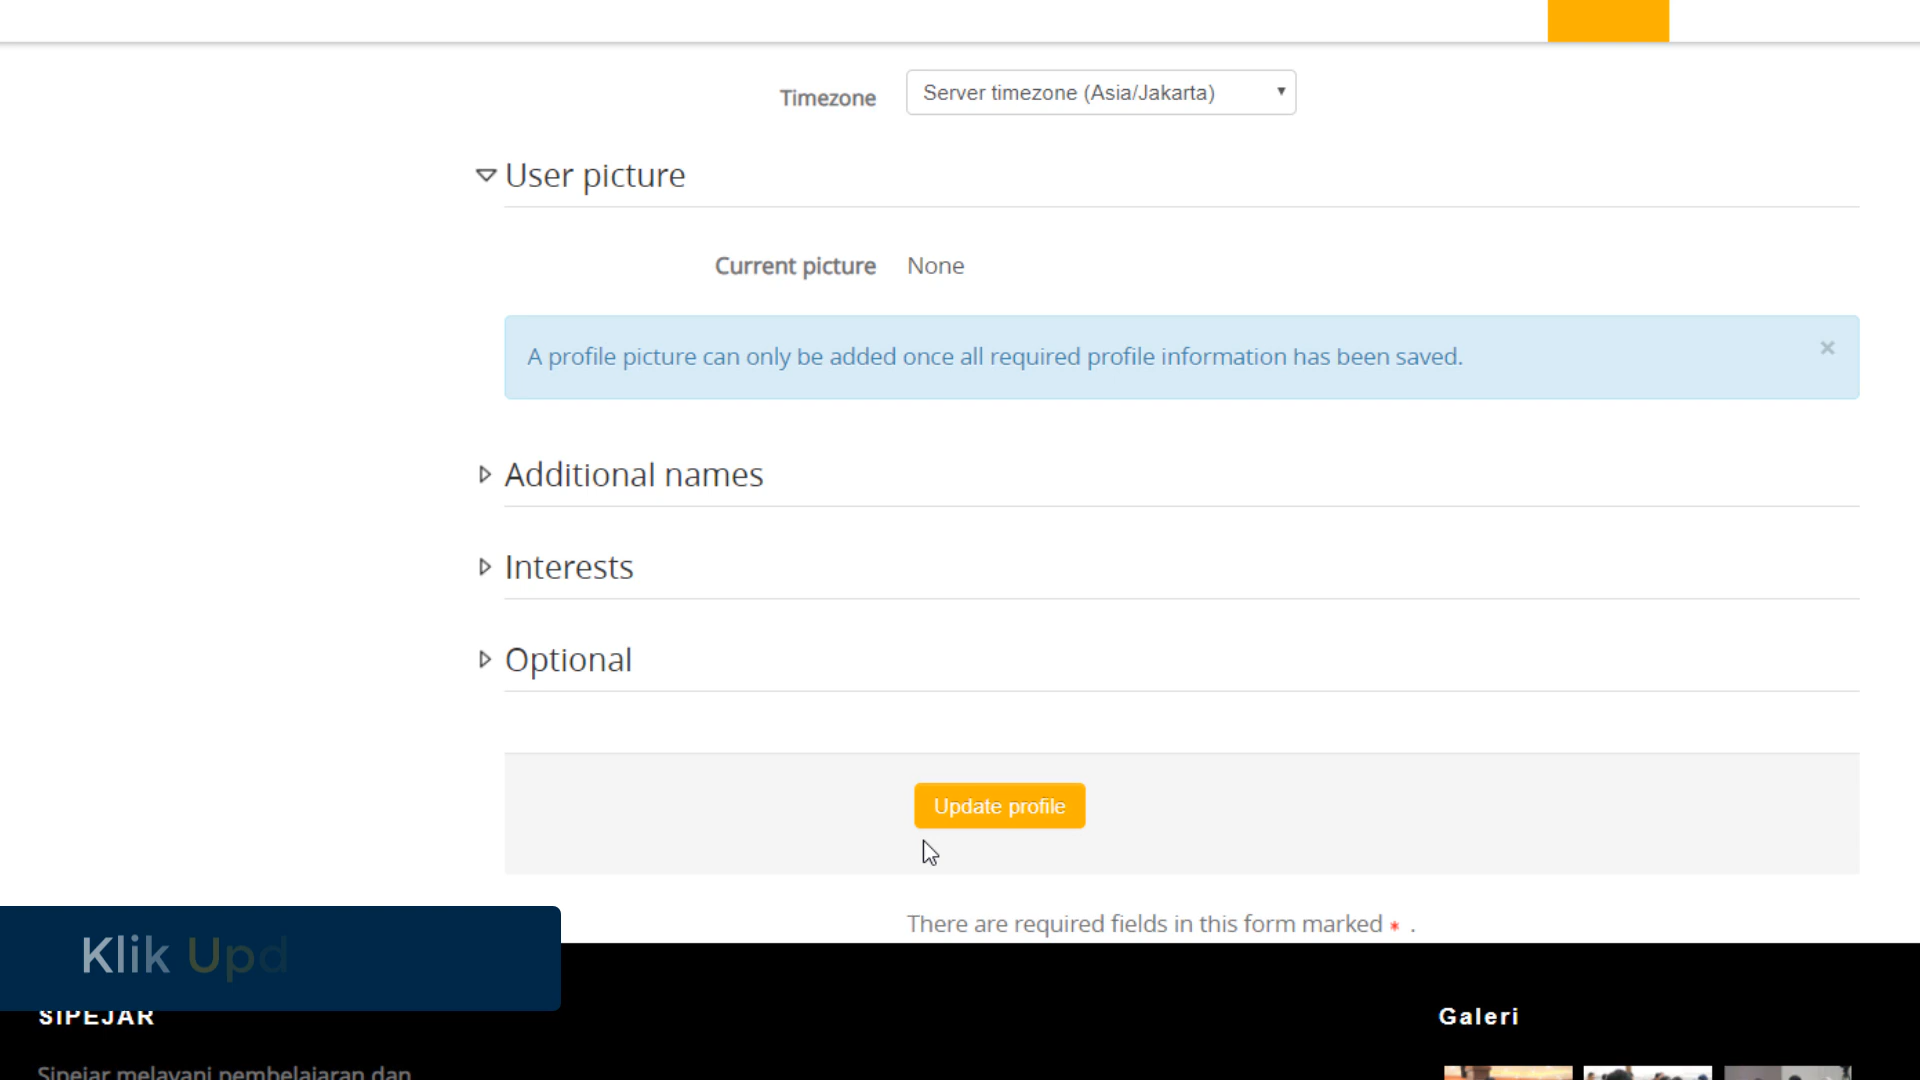 Timezone Server timezone (Asia/Jakarta)
User picture
Current picture None
A profile picture can only be added once all required profile information has been saved.
Additional names
Interests
Optional
Update profile
There are required fields in this form marked * .
Klik Upd
SIPEJAR
Galeri
Sipejar melayani pembelajaran dan